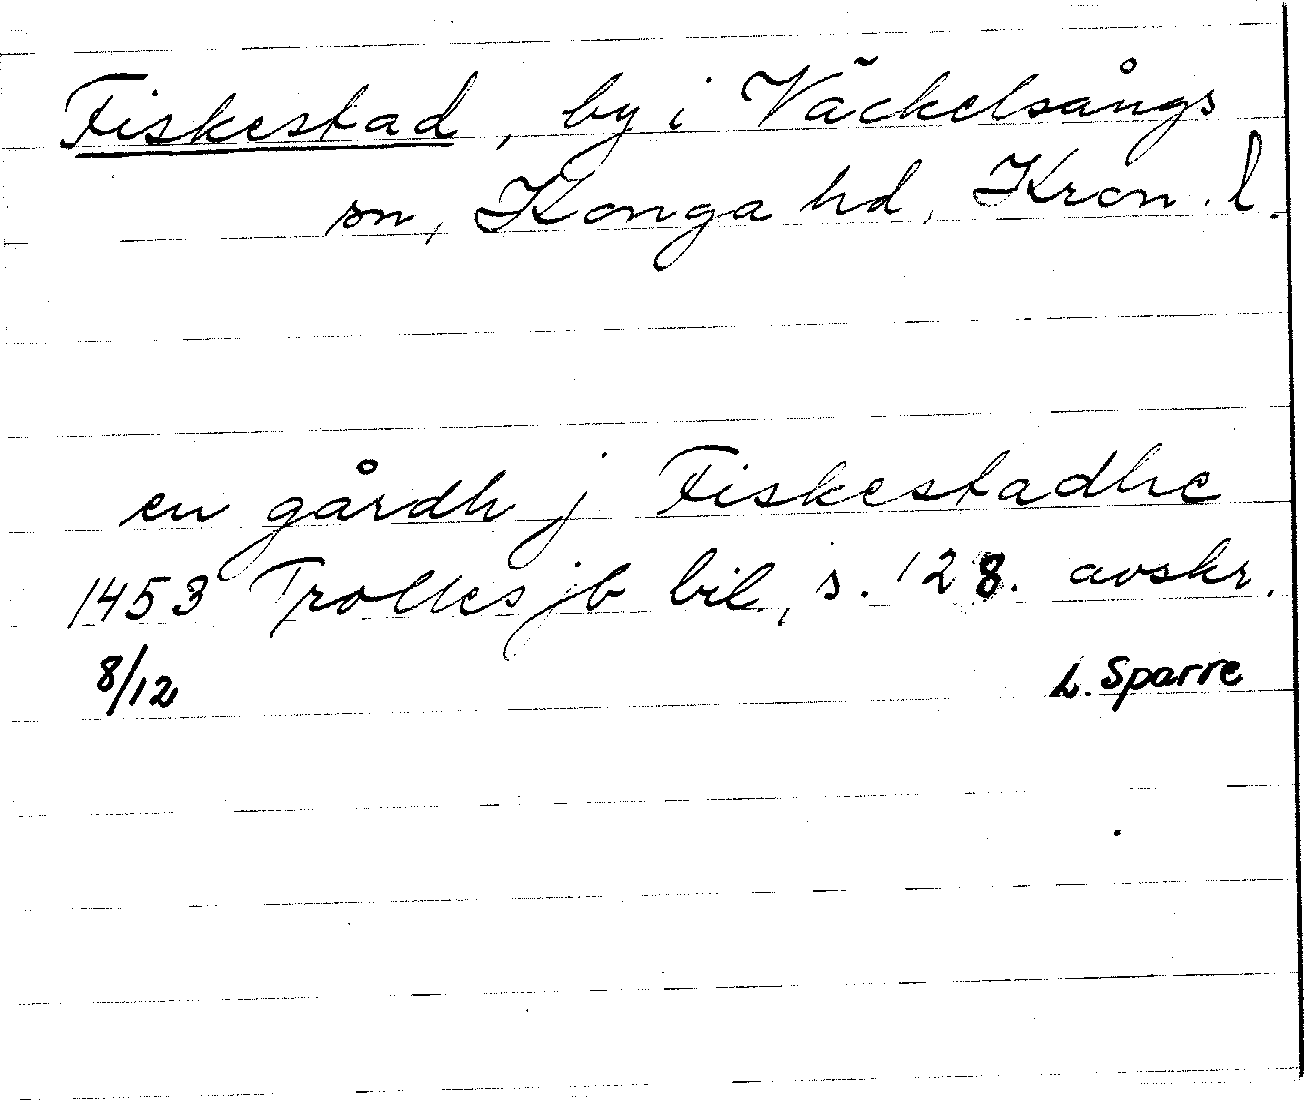 Fiskestad, by i Väckelsångs
sn, Konga hd, Kron. l.
en gårdh j Fiskestadhe
1453 Trolles jb bil, s. 128. avskr.
8/12 L. Sparre